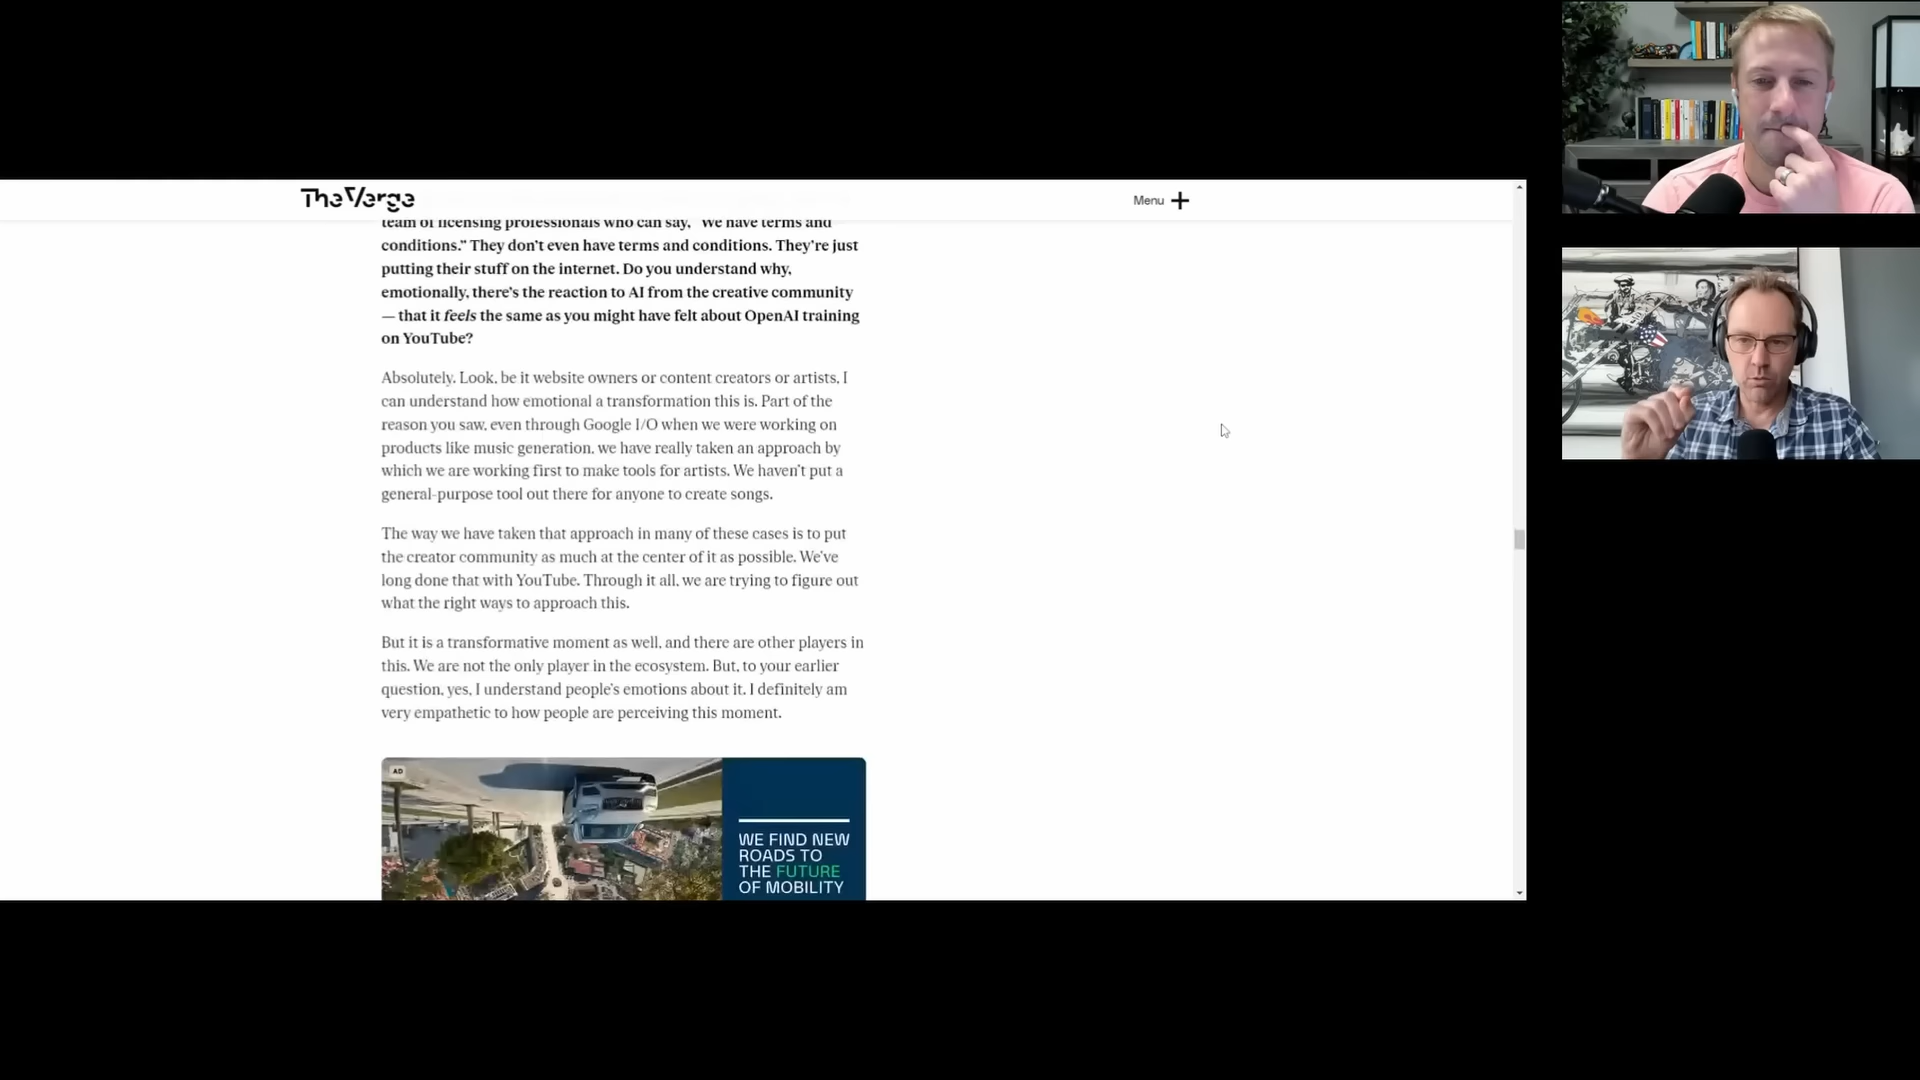 The Verge
Menu
team of licensing professionals who can say, “We have terms and
conditions.” They don’t even have terms and conditions. They’re just
putting their stuff on the internet. Do you understand why,
emotionally, there’s the reaction to AI from the creative community
— that it feels the same as you might have felt about OpenAI training
on YouTube?
Absolutely. Look, be it website owners or content creators or artists, I
can understand how emotional a transformation this is. Part of the
reason you saw, even through Google I/O when we were working on
products like music generation, we have really taken an approach by
which we are working first to make tools for artists. We haven’t put a
general-purpose tool out there for anyone to create songs.
The way we have taken that approach in many of these cases is to put
the creator community as much at the center of it as possible. We’ve
long done that with YouTube. Through it all, we are trying to figure out
what the right ways to approach this.
But it is a transformative moment as well, and there are other players in
this. We are not the only player in the ecosystem. But, to your earlier
question, yes, I understand people’s emotions about it. I definitely am
very empathetic to how people are perceiving this moment.
AD
WE FIND NEW
ROADS TO
THE FUTURE
OF MOBILITY